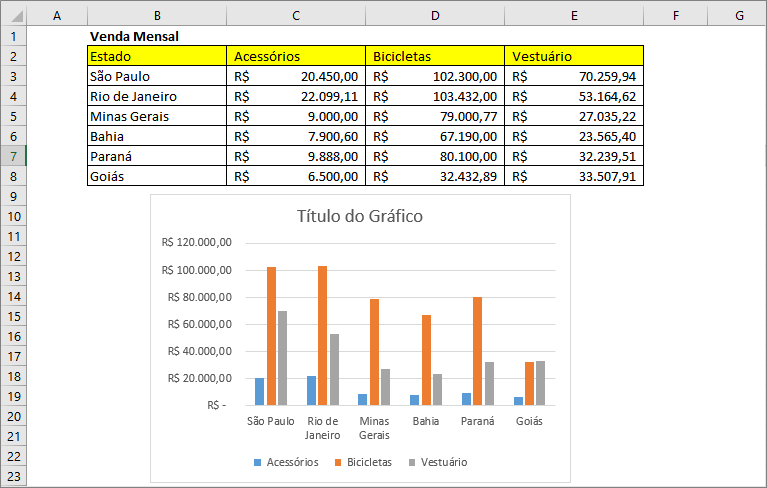 A B C D E F G
1 Venda Mensal
2 Estado Acessórios Bicicletas Vestuário
3 São Paulo R$ 20.450,00 R$ 102.300,00 R$ 70.259,94
4 Rio de Janeiro R$ 22.099,11 R$ 103.432,00 R$ 53.164,62
5 Minas Gerais R$ 9.000,00 R$ 79.000,77 R$ 27.035,22
6 Bahia R$ 7.900,60 R$ 67.190,00 R$ 23.565,40
7 Paraná R$ 9.888,00 R$ 80.100,00 R$ 32.239,51
8 Goiás R$ 6.500,00 R$ 32.432,89 R$ 33.507,91
9
10 Título do Gráfico
11
12 R$ 120.000,00
13 R$ 100.000,00
14 R$ 80.000,00
15 R$ 60.000,00
16
17 R$ 40.000,00
18 R$ 20.000,00
19 R$ -
20 São Paulo Rio de Janeiro Minas Gerais Bahia Paraná Goiás
21
22 Acessórios Bicicletas Vestuário
23